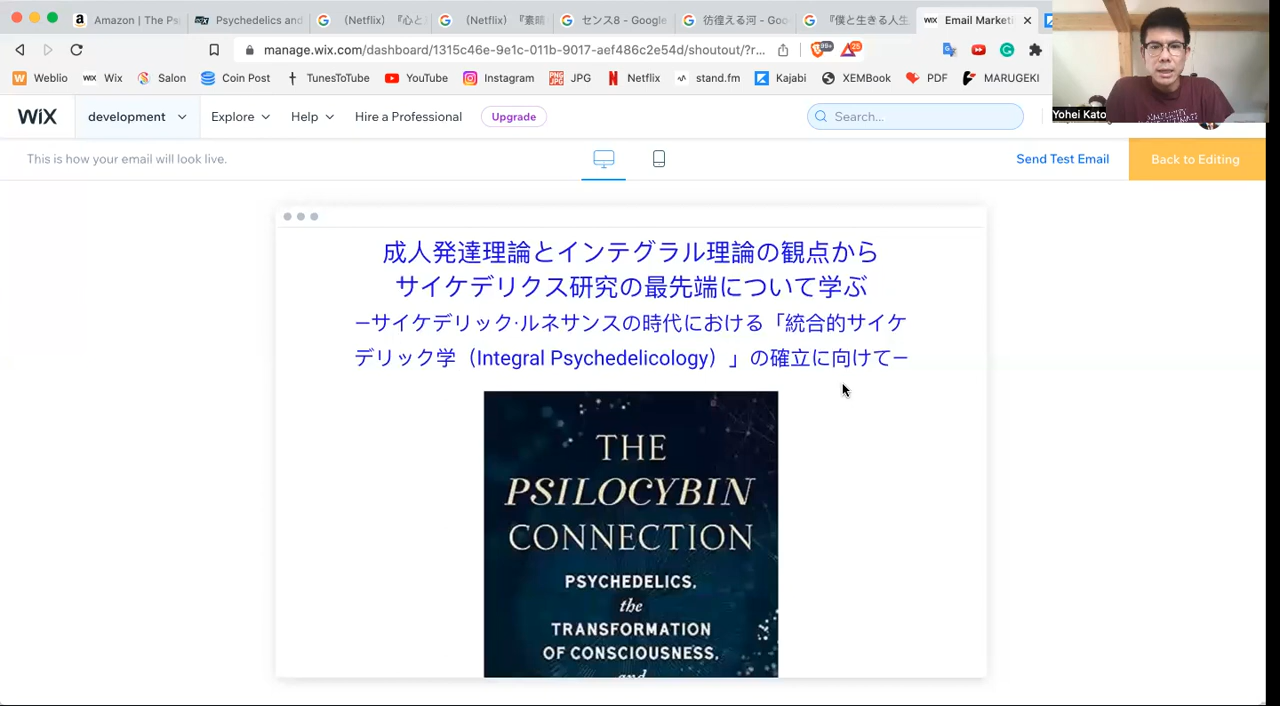 Amazon | The Ps
Psychedelics and
(Netflix) 『心と
(Netflix) 『素晴
センス8 - Google
彷徨える河 - Goo
『僕と生きる人生
WiX Email Marketi
manage.wix.com/dashboard/1315c46e-9e1c-011b-9017-aef486c2e54d/shoutout/?r...
99+
25
Weblio
WiX Wix
Salon
Coin Post
TunesToTube
YouTube
Instagram
JPG
Netflix
stand.fm
Kajabi
XEMBook
PDF
MARUGEKI
Yohei Kato
WiX
development
Explore
Help
Hire a Professional
Upgrade
Search...
This is how your email will look live.
Send Test Email
Back to Editing
成人発達理論とインテグラル理論の観点から
サイケデリクス研究の最先端について学ぶ
ーサイケデリック·ルネサンスの時代における「統合的サイケ
デリック学（Integral Psychedelicology）」の確立に向けてー
THE
PSILOCYBIN
CONNECTION
PSYCHEDELICS,
the
TRANSFORMATION
OF CONSCIOUSNESS,
and